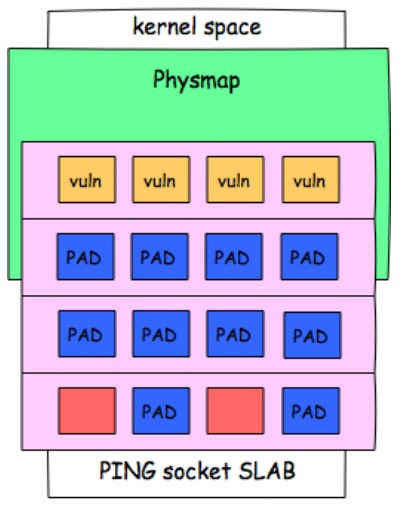 kernel space
Physmap
vuln vuln vuln vuln
PAD PAD PAD PAD
PAD PAD PAD PAD
PAD PAD
PING socket SLAB